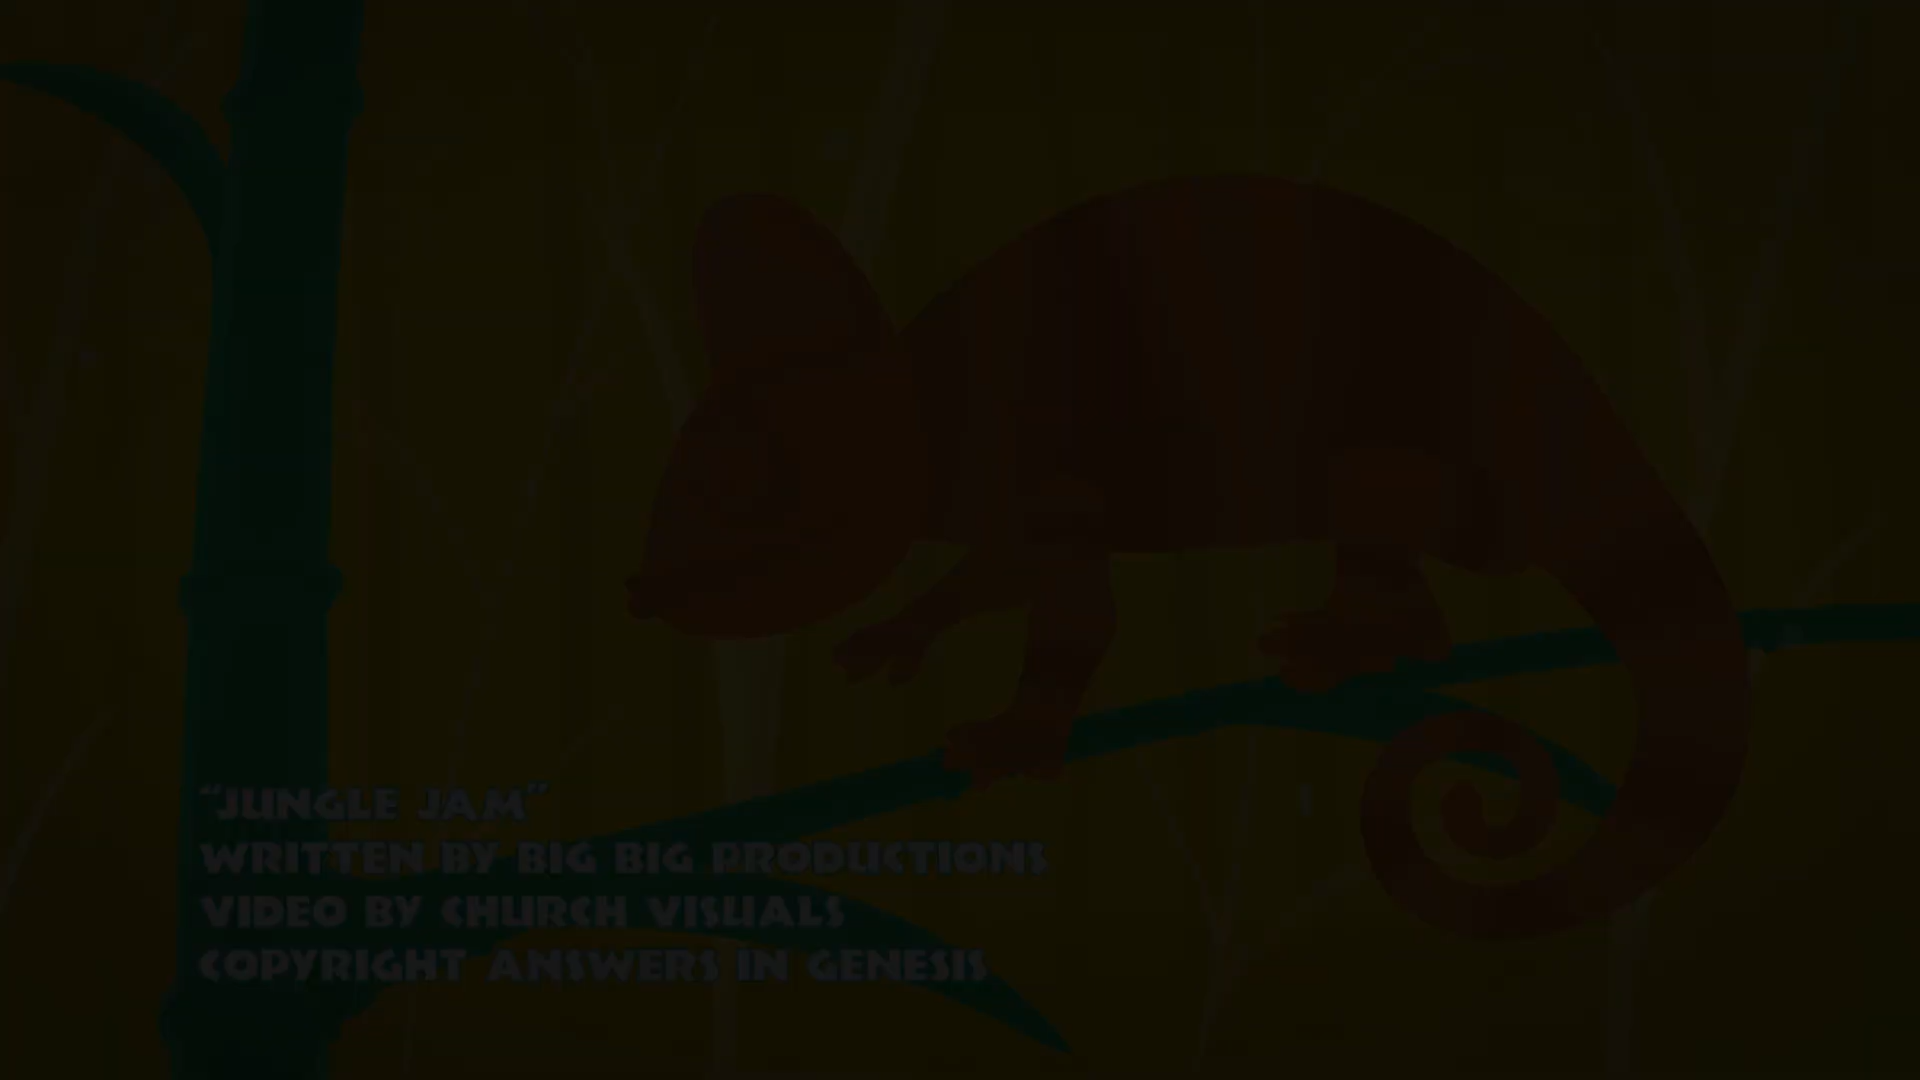 “JUNGLE JAM”
WRITTEN BY BIG BIG PRODUCTIONS
VIDEO BY CHURCH VISUALS
COPYRIGHT ANSWERS IN GENESIS